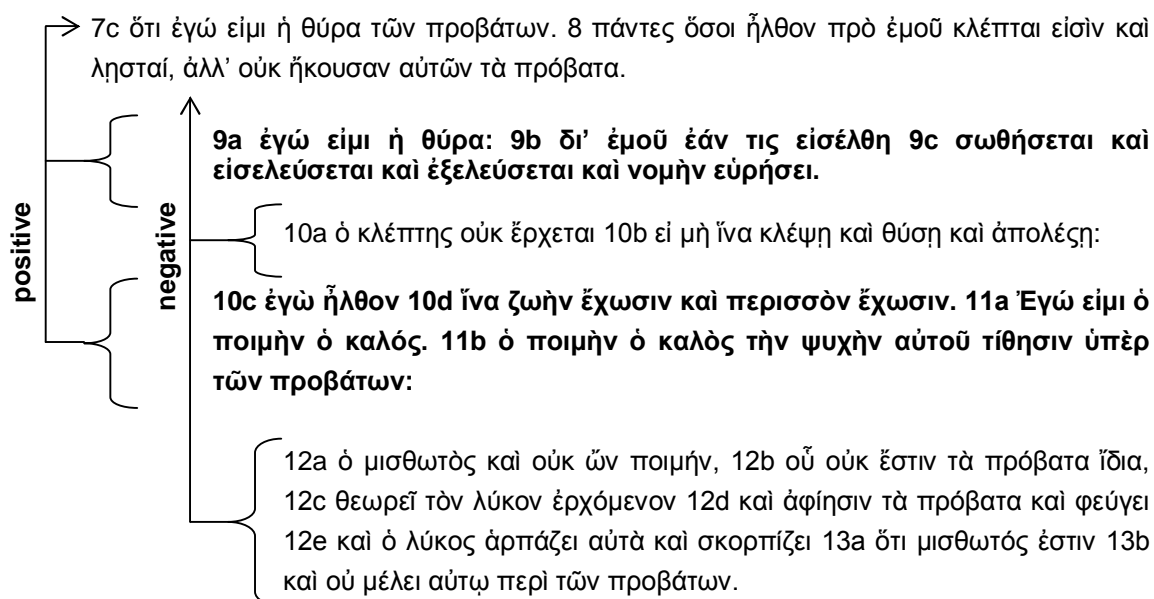 7c ὅτι ἐγώ εἰμι ἡ θύρα τῶν προβάτων. 8 πάντες ὅσοι ἦλθον πρὸ ἐμοῦ κλέπται εἰσὶν καὶ
λῃσταί, ἀλλ’ οὐκ ἤκουσαν αὐτῶν τὰ πρόβατα.
9a ἐγώ εἰμι ἡ θύρα: 9b δι’ ἐμοῦ ἐάν τις εἰσέλθη 9c σωθήσεται καὶ
εἰσελεύσεται καὶ ἐξελεύσεται καὶ νομὴν εὑρήσει.
10a ὁ κλέπτης οὐκ ἔρχεται 10b εἰ μὴ ἵνα κλέψῃ καὶ θύσῃ καὶ ἀπολέσῃ:
10c ἐγὼ ἦλθον 10d ἵνα ζωὴν ἔχωσιν καὶ περισσὸν ἔχωσιν. 11a Ἐγώ εἰμι ὁ
ποιμὴν ὁ καλός. 11b ὁ ποιμὴν ὁ καλὸς τὴν ψυχὴν αὐτοῦ τίθησιν ὑπὲρ
τῶν προβάτων:
12a ὁ μισθωτὸς καὶ οὐκ ὤν ποιμήν, 12b οὗ οὐκ ἔστιν τὰ πρόβατα ἴδια,
12c θεωρεῖ τὸν λύκον ἐρχόμενον 12d καὶ ἀφίησιν τὰ πρόβατα καὶ φεύγει
12e καὶ ὁ λύκος ἁρπάζει αὐτὰ καὶ σκορπίζει 13a ὅτι μισθωτός ἐστιν 13b
καὶ οὐ μέλει αὐτῳ περὶ τῶν προβάτων.
positive
negative